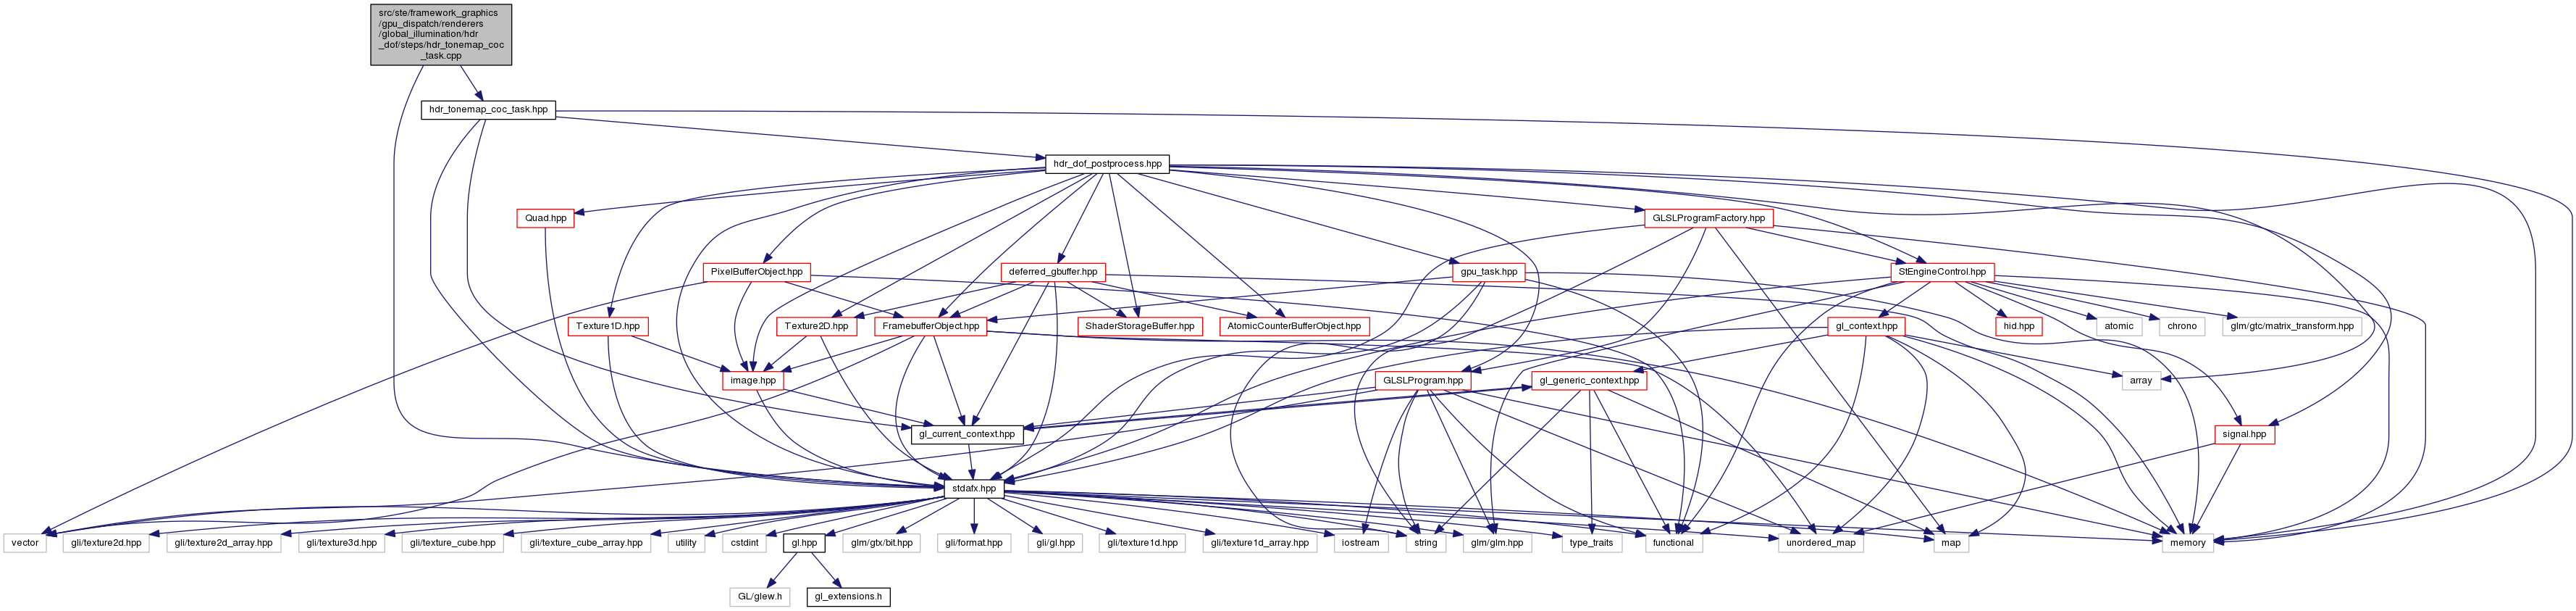 src/ste/framework_graphics
/gpu_dispatch/renderers
/global_illumination/hdr
_dof/steps/hdr_tonemap_coc
_task.cpp
hdr_tonemap_coc_task.hpp
hdr_dof_postprocess.hpp
Quad.hpp
GLSLProgramFactory.hpp
PixelBufferObject.hpp
deferred_gbuffer.hpp
gpu_task.hpp
StEngineControl.hpp
Texture1D.hpp
Texture2D.hpp
FramebufferObject.hpp
ShaderStorageBuffer.hpp
AtomicCounterBufferObject.hpp
gl_context.hpp
hid.hpp
atomic
chrono
glm/gtc/matrix_transform.hpp
image.hpp
GLSLProgram.hpp
gl_generic_context.hpp
array
gl_current_context.hpp
signal.hpp
stdafx.hpp
vector
gli/texture2d.hpp
gli/texture2d_array.hpp
gli/texture3d.hpp
gli/texture_cube.hpp
gli/texture_cube_array.hpp
utility
cstdint
gl.hpp
glm/gtx/bit.hpp
gli/format.hpp
gli/gl.hpp
gli/texture1d.hpp
gli/texture1d_array.hpp
iostream
string
glm/glm.hpp
type_traits
functional
unordered_map
map
memory
GL/glew.h
gl_extensions.h